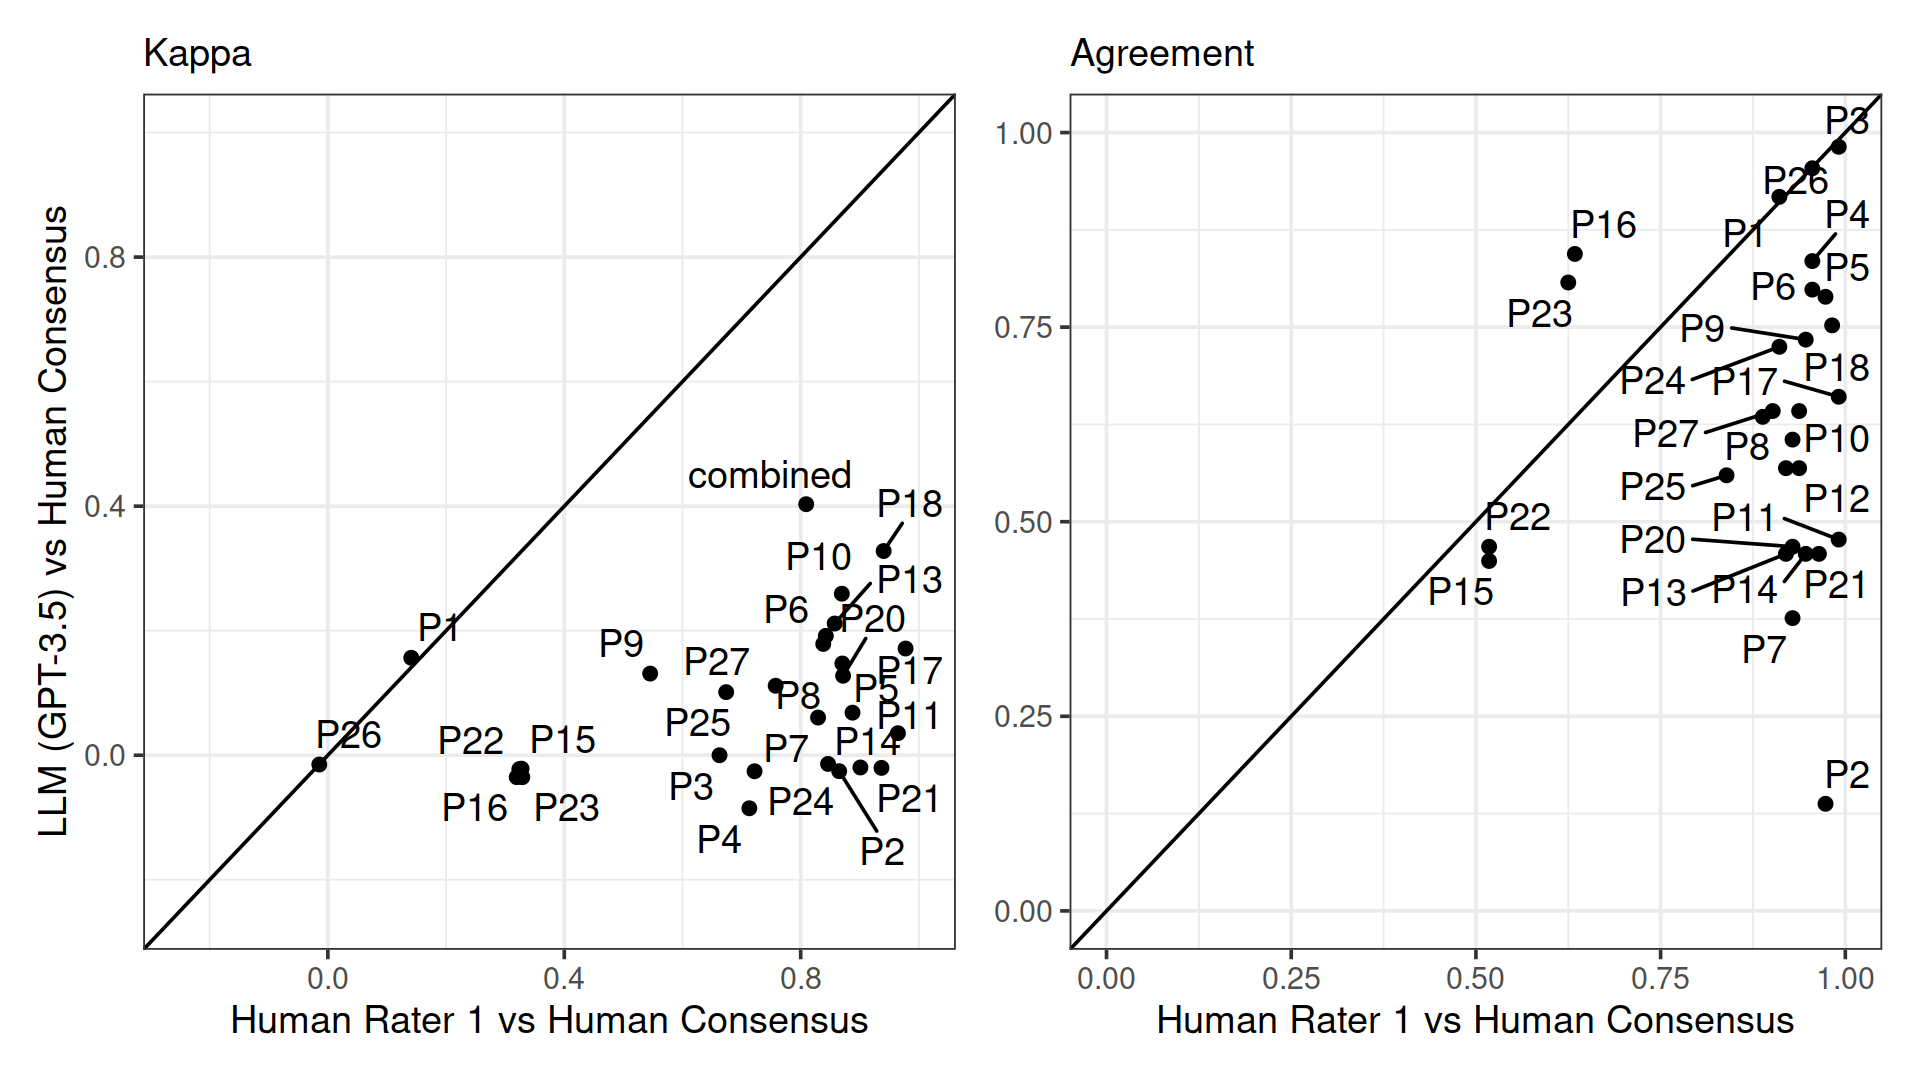 Kappa
LLM (GPT-3.5) vs Human Consensus
0.8
0.4
0.0
combined
P18
P10
P13
P6
P20
P1
P9
P27
P17
P8
P5
P25
P11
P26
P22
P15
P7
P14
P3
P16
P23
P24
P21
P4
P2
0.0
0.4
0.8
Human Rater 1 vs Human Consensus
Agreement
1.00
0.75
0.50
0.25
0.00
P3
P26
P4
P16
P1
P5
P6
P23
P9
P18
P24
P17
P27
P10
P8
P25
P12
P22
P11
P20
P13
P14
P21
P15
P7
P2
0.00
0.25
0.50
0.75
1.00
Human Rater 1 vs Human Consensus